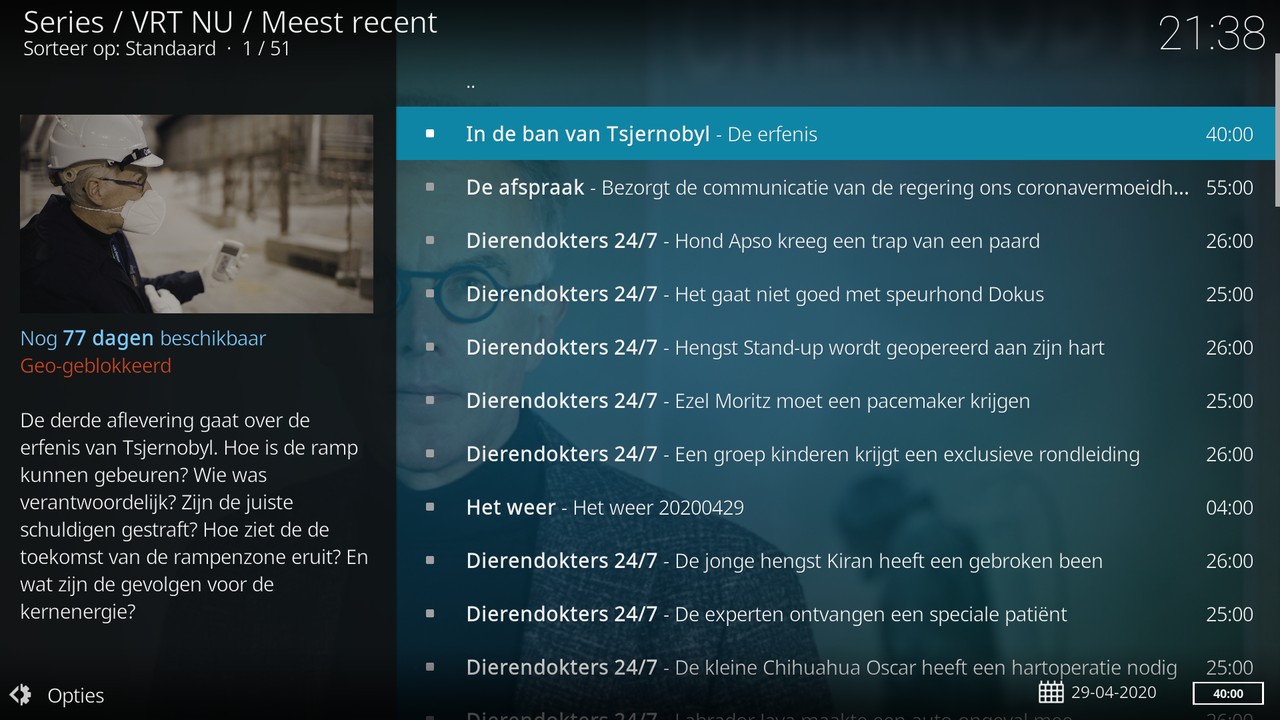 Series / VRT NU / Meest recent
Sorteer op: Standaard · 1 / 51
21:38
..
In de ban van Tsjernobyl - De erfenis 40:00
De afspraak - Bezorgt de communicatie van de regering ons coronavermoeidh... 55:00
Dierendokters 24/7 - Hond Apso kreeg een trap van een paard 26:00
Dierendokters 24/7 - Het gaat niet goed met speurhond Dokus 25:00
Dierendokters 24/7 - Hengst Stand-up wordt geopereerd aan zijn hart 26:00
Dierendokters 24/7 - Ezel Moritz moet een pacemaker krijgen 25:00
Dierendokters 24/7 - Een groep kinderen krijgt een exclusieve rondleiding 26:00
Het weer - Het weer 20200429 04:00
Dierendokters 24/7 - De jonge hengst Kiran heeft een gebroken been 26:00
Dierendokters 24/7 - De experten ontvangen een speciale patiënt 25:00
Dierendokters 24/7 - De kleine Chihuahua Oscar heeft een hartoperatie nodig 25:00
Nog 77 dagen beschikbaar
Geo-geblokkeerd
De derde aflevering gaat over de
erfenis van Tsjernobyl. Hoe is de ramp
kunnen gebeuren? Wie was
verantwoordelijk? Zijn de juiste
schuldigen gestraft? Hoe ziet de de
toekomst van de rampenzone eruit? En
wat zijn de gevolgen voor de
kernenergie?
Opties
29-04-2020
40:00